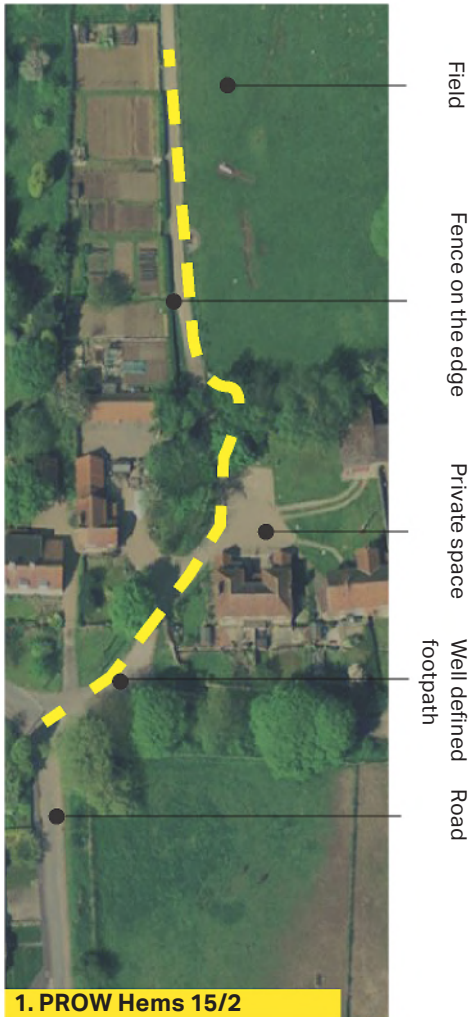 Field
Fence on the edge
Private space
Well defined
footpath
Road
1. PROW Hems 15/2